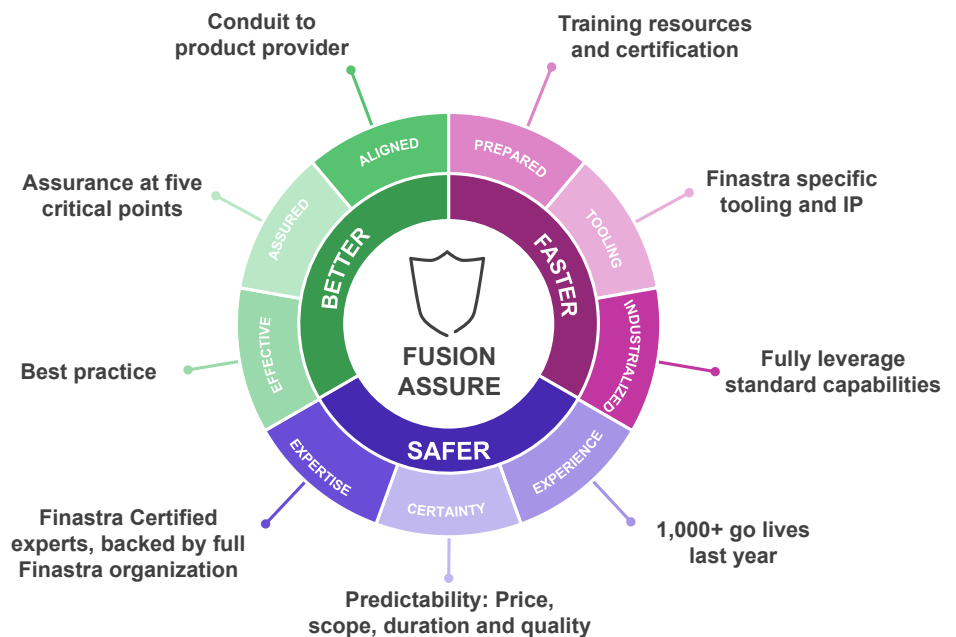 Conduit to
product provider
Training resources
and certification
ALIGNED
PREPARED
Assurance at five
critical points
ASSURED
TOOLING
Finastra specific
tooling and IP
BETTER
FASTER
FUSION
ASSURE
Best practice
EFFECTIVE
INDUSTRIALIZED
Fully leverage
standard capabilities
SAFER
EXPERTISE
CERTAINTY
EXPERIENCE
Finastra Certified
experts, backed by full
Finastra organization
1,000+ go lives
last year
Predictability: Price,
scope, duration and quality